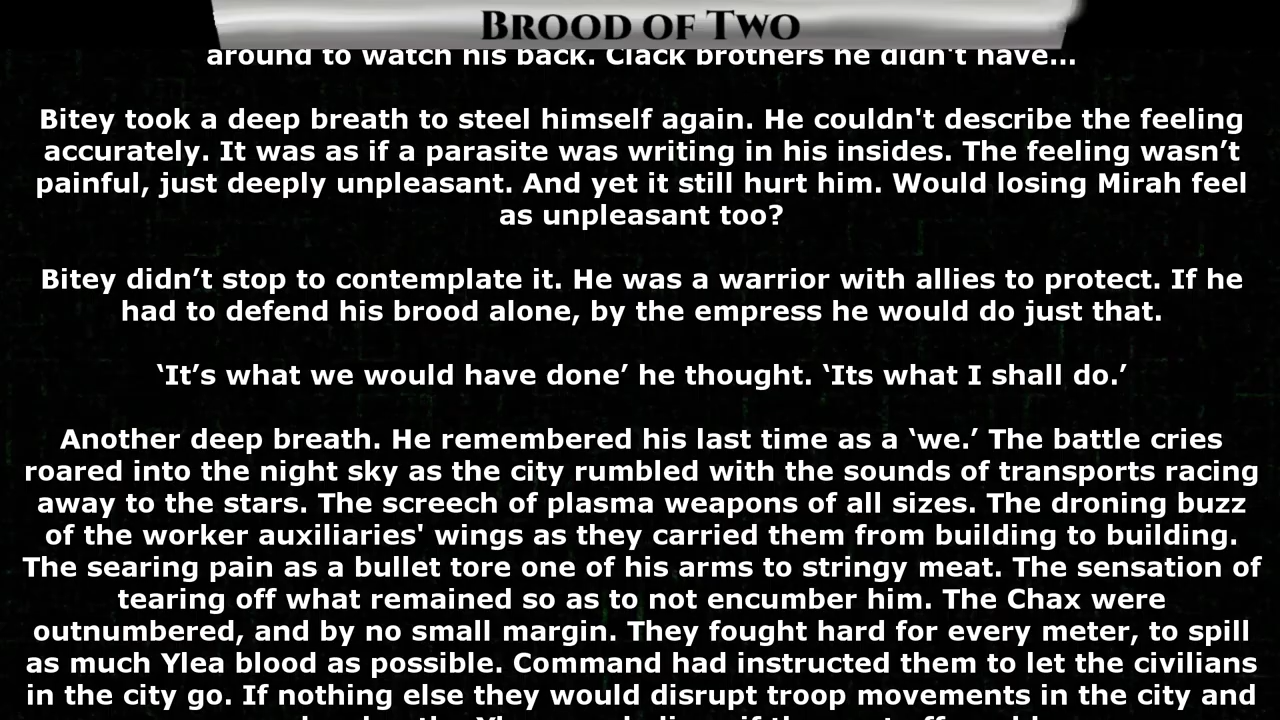 Brood of Two
around to watch his back. Clack brothers he didn't have...
Bitey took a deep breath to steel himself again. He couldn't describe the feeling
accurately. It was as if a parasite was writing in his insides. The feeling wasn’t
painful, just deeply unpleasant. And yet it still hurt him. Would losing Mirah feel
as unpleasant too?
Bitey didn’t stop to contemplate it. He was a warrior with allies to protect. If he
had to defend his brood alone, by the empress he would do just that.
‘It’s what we would have done’ he thought. ‘Its what I shall do.’
Another deep breath. He remembered his last time as a ‘we.’ The battle cries
roared into the night sky as the city rumbled with the sounds of transports racing
away to the stars. The screech of plasma weapons of all sizes. The droning buzz
of the worker auxiliaries' wings as they carried them from building to building.
The searing pain as a bullet tore one of his arms to stringy meat. The sensation of
tearing off what remained so as to not encumber him. The Chax were
outnumbered, and by no small margin. They fought hard for every meter, to spill
as much Ylea blood as possible. Command had instructed them to let the civilians
in the city go. If nothing else they would disrupt troop movements in the city and